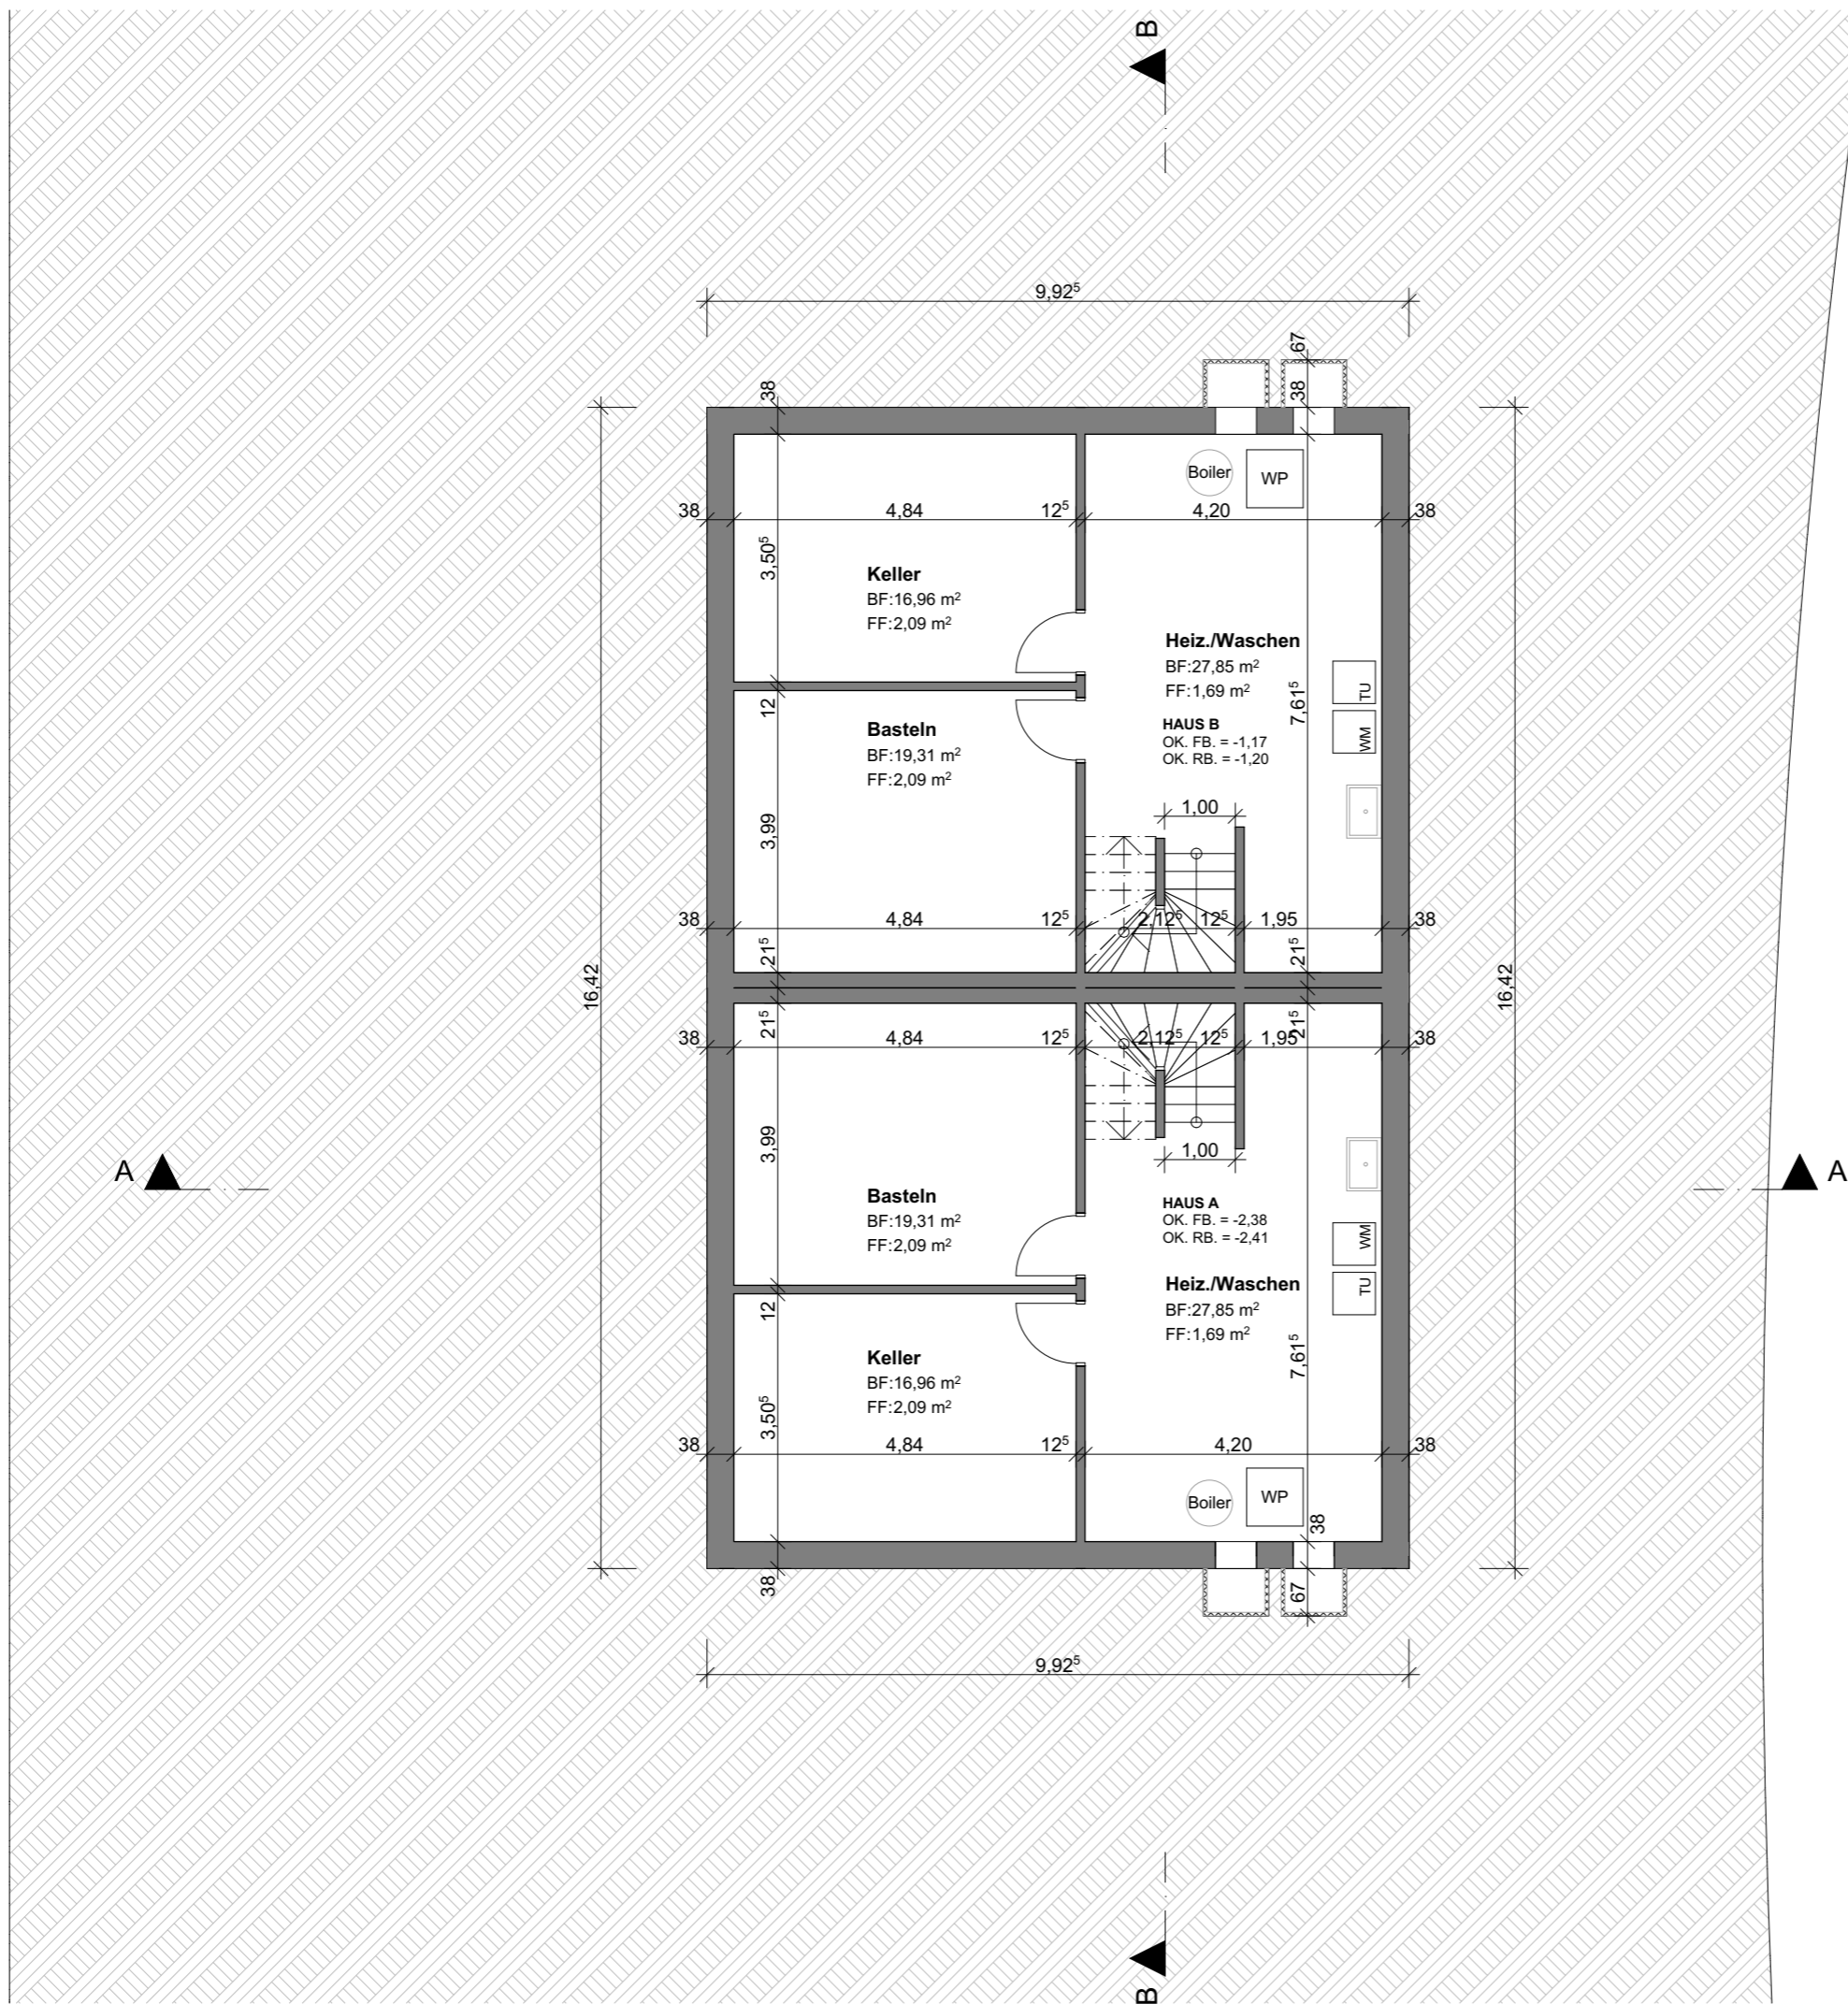 B
9,92⁵
67
38
38
Boiler
WP
38
4,84
12⁵
4,20
38
3,50⁵
Keller
BF:16,96 m²
FF:2,09 m²
Heiz./Waschen
BF:27,85 m²
FF:1,69 m²
TU
7,61⁵
12
Basteln
BF:19,31 m²
FF:2,09 m²
HAUS B
OK. FB. = -1,17
OK. RB. = -1,20
WM
1,00
3,99
38
4,84
12⁵
2,12⁵
12⁵
1,95
38
21⁵
21⁵
16,42
16,42
21⁵
21⁵
38
4,84
12⁵
2,12⁵
12⁵
1,95
38
3,99
1,00
A
A
Basteln
BF:19,31 m²
FF:2,09 m²
HAUS A
OK. FB. = -2,38
OK. RB. = -2,41
WM
TU
Heiz./Waschen
BF:27,85 m²
FF:1,69 m²
12
7,61⁵
Keller
BF:16,96 m²
FF:2,09 m²
3,50⁵
38
4,84
12⁵
4,20
38
Boiler
WP
38
38
67
9,92⁵
B